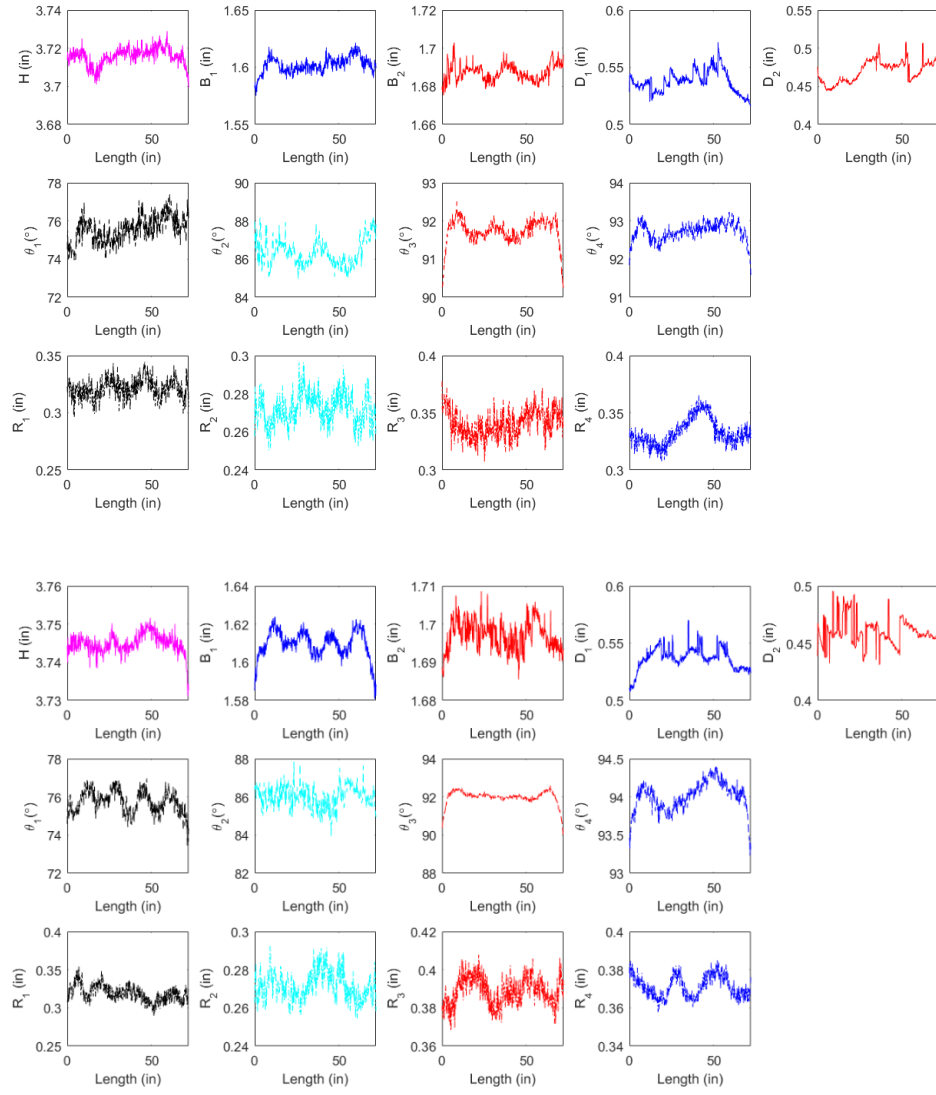 3.74 1.65 1.72 0.6 0.55
3.72 1.6 1.7 0.55 0.5
3.7 1.55 1.68 0.5 0.45
3.68 1.66 0.4
H (in) B₁ (in) B₂ (in) D₁ (in) D₂ (in)
0 50 0 50 0 50 0 50 0 50
Length (in) Length (in) Length (in) Length (in) Length (in)
78 90 93 94
76 88 92 93
74 86 91 92
72 84 90 91
θ₁(°) θ₂(°) θ₃(°) θ₄(°)
0 50 0 50 0 50 0 50
Length (in) Length (in) Length (in) Length (in)
0.35 0.3 0.4 0.4
0.3 0.28 0.35 0.35
0.25 0.26 0.3 0.3
0.24
R₁ (in) R₂ (in) R₃ (in) R₄ (in)
0 50 0 50 0 50 0 50
Length (in) Length (in) Length (in) Length (in)
3.76 1.64 1.71 0.6 0.5
3.75 1.62 1.7 0.55 0.45
3.74 1.6 1.69 0.5 0.4
3.73 1.58 1.68
H (in) B₁ (in) B₂ (in) D₁ (in) D₂ (in)
0 50 0 50 0 50 0 50 0 50
Length (in) Length (in) Length (in) Length (in) Length (in)
78 88 94 94.5
76 86 92 94
74 84 90 93.5
72 82 88 93
θ₁(°) θ₂(°) θ₃(°) θ₄(°)
0 50 0 50 0 50 0 50
Length (in) Length (in) Length (in) Length (in)
0.4 0.3 0.42 0.4
0.35 0.28 0.4 0.38
0.3 0.26 0.38 0.36
0.25 0.24 0.36 0.34
R₁ (in) R₂ (in) R₃ (in) R₄ (in)
0 50 0 50 0 50 0 50
Length (in) Length (in) Length (in) Length (in)